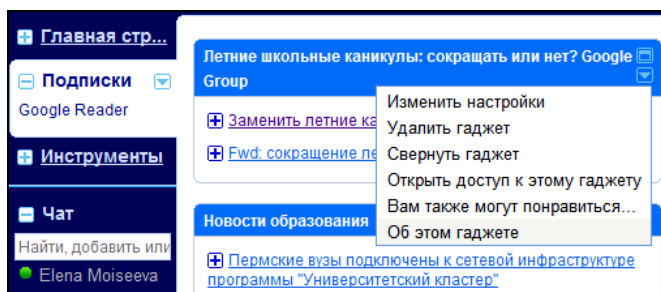 Главная стр...
Подписки
Google Reader
Инструменты
Чат
Найти, добавить или
Elena Moiseeva
Летние школьные каникулы: сокращать или нет? Google
Group
Заменить летние ка
Fwd: сокращение ле
Изменить настройки
Удалить гаджет
Свернуть гаджет
Открыть доступ к этому гаджету
Вам также могут понравиться...
Об этом гаджете
Новости образования
Пермские вузы подключены к сетевой инфраструктуре
программы "Университетский кластер"